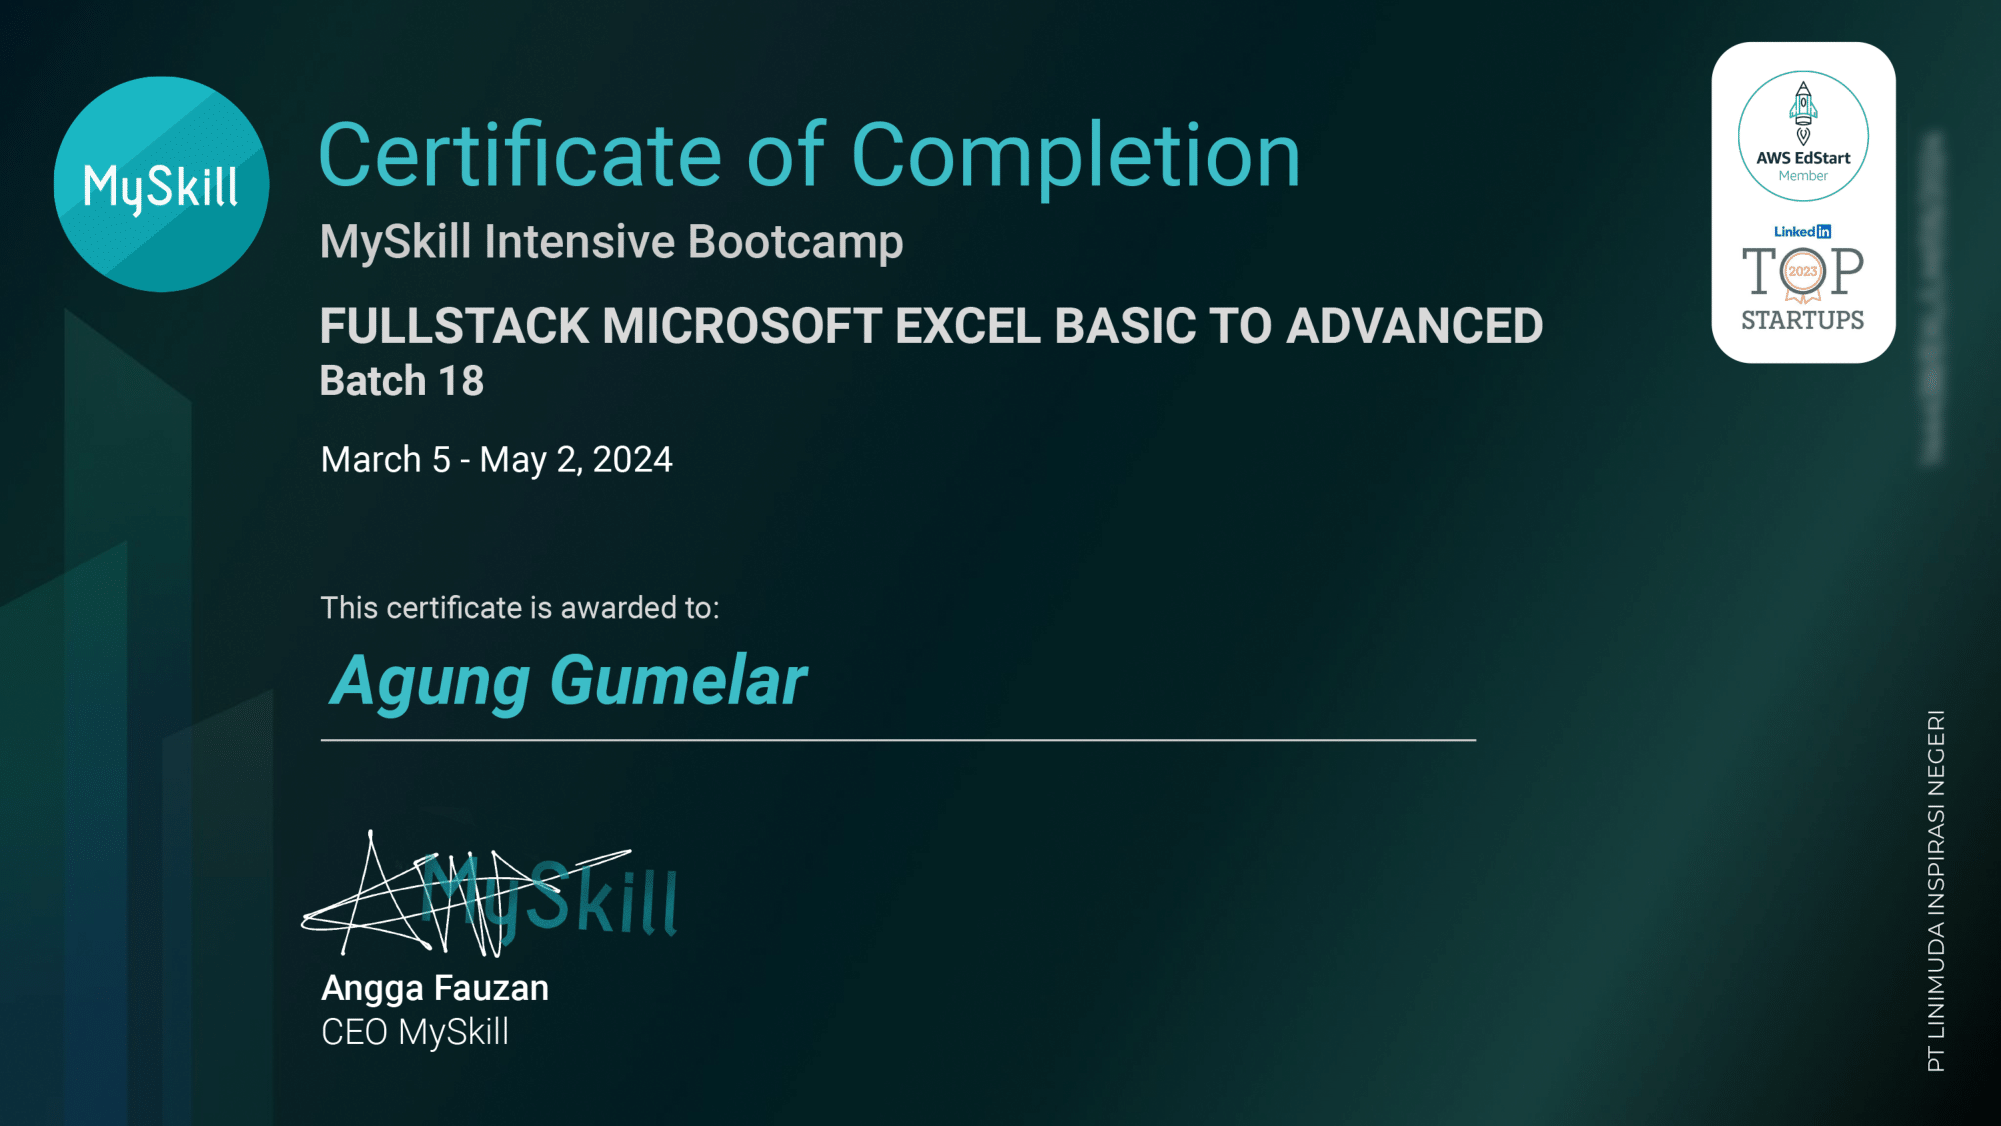 MySkill
Certificate of Completion
MySkill Intensive Bootcamp
FULLSTACK MICROSOFT EXCEL BASIC TO ADVANCED
Batch 18
March 5 - May 2, 2024
This certificate is awarded to:
Agung Gumelar
MySkill
Angga Fauzan
CEO MySkill
AWS EdStart
Member
Linked in
TOP
2023
STARTUPS
PT LINIMUDA INSPIRASI NEGERI